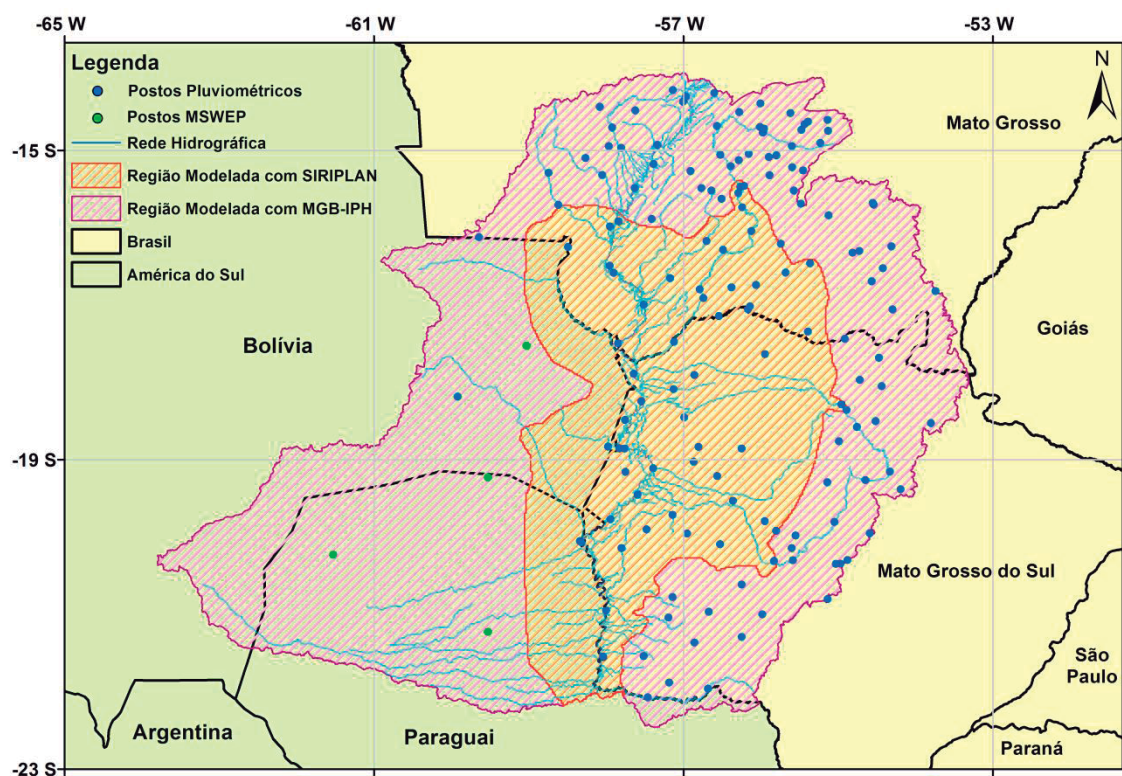 -65 W
-61 W
-57 W
-53 W
N
Legenda
Postos Pluviométricos
Postos MSWEP
Rede Hidrográfica
Região Modelada com SIRIPLAN
Região Modelada com MGB-IPH
Brasil
América do Sul
Mato Grosso
-15 S
Goiás
Bolívia
-19 S
Mato Grosso do Sul
São
Paulo
Argentina
Paraguai
Paraná
-23 S